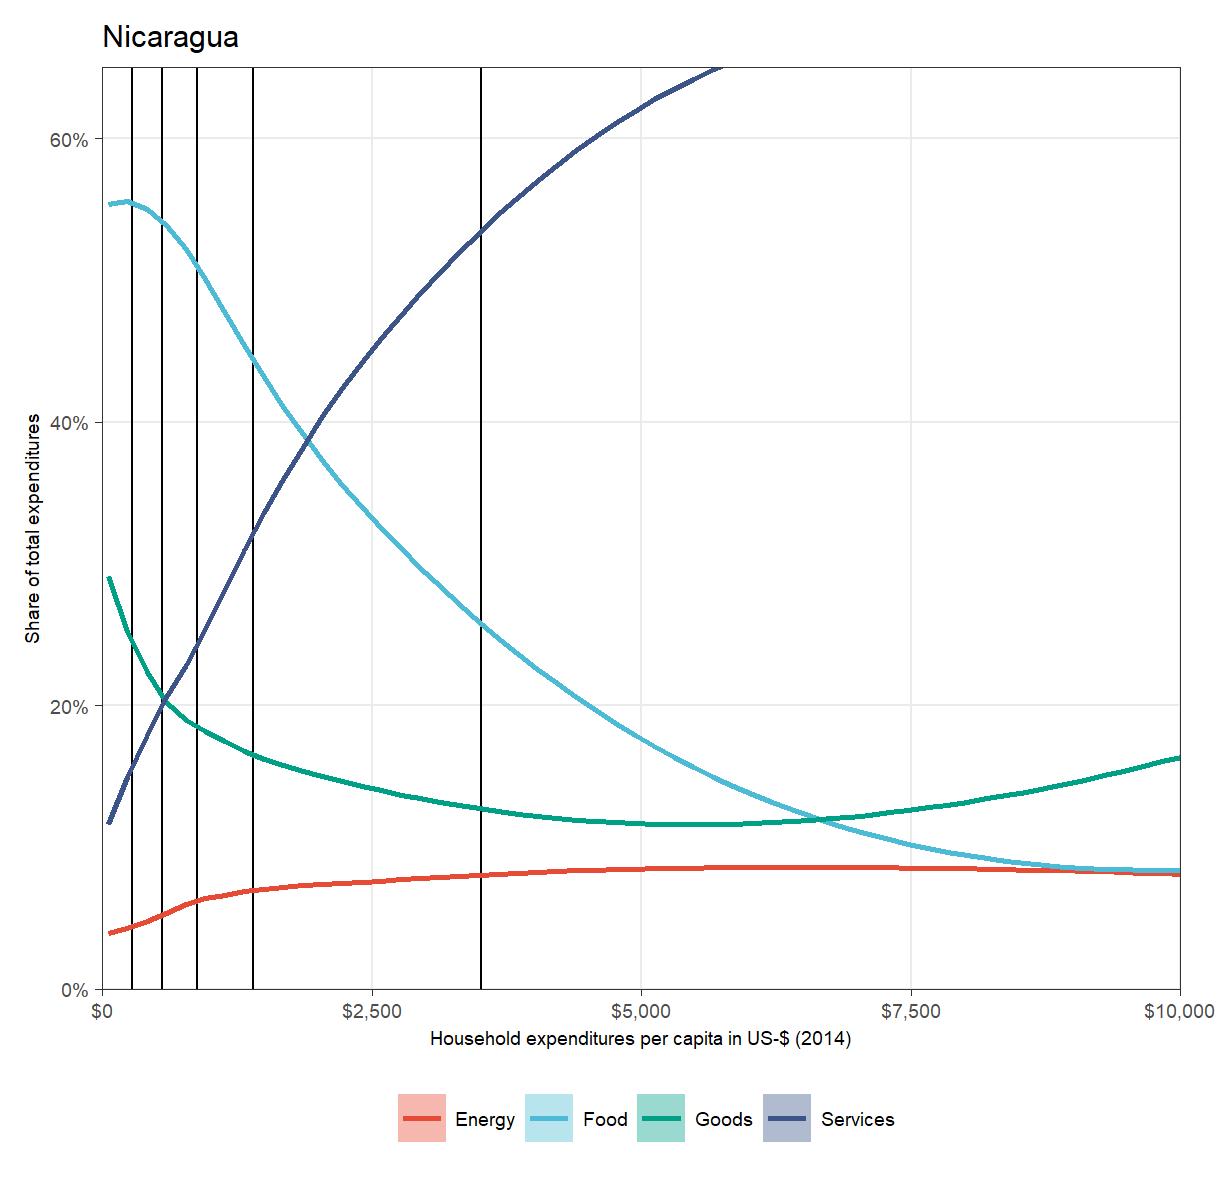 Nicaragua
Share of total expenditures
60%
40%
20%
0%
$0 $2,500 $5,000 $7,500 $10,000
Household expenditures per capita in US-$ (2014)
Energy Food Goods Services